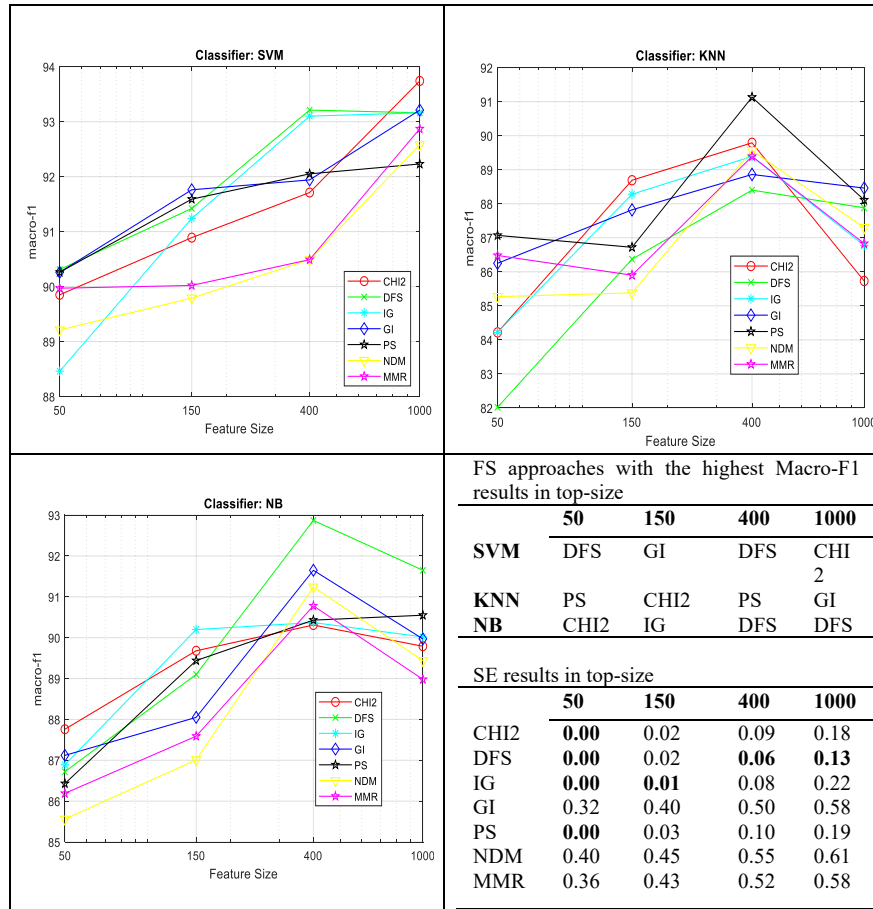 Classifier: SVM
94
93
92
91
90
89
88
macro-f1
50 150 400 1000
Feature Size
CHI2
DFS
IG
GI
PS
NDM
MMR
Classifier: KNN
92
91
90
89
88
87
86
85
84
83
82
macro-f1
50 150 400 1000
Feature Size
CHI2
DFS
IG
GI
PS
NDM
MMR
Classifier: NB
93
92
91
90
89
88
87
86
85
macro-f1
50 150 400 1000
Feature Size
CHI2
DFS
IG
GI
PS
NDM
MMR
FS approaches with the highest Macro-F1
results in top-size
50 150 400 1000
SVM DFS GI DFS CHI
2
KNN PS CHI2 PS GI
NB CHI2 IG DFS DFS
SE results in top-size
50 150 400 1000
CHI2 0.00 0.02 0.09 0.18
DFS 0.00 0.02 0.06 0.13
IG 0.00 0.01 0.08 0.22
GI 0.32 0.40 0.50 0.58
PS 0.00 0.03 0.10 0.19
NDM 0.40 0.45 0.55 0.61
MMR 0.36 0.43 0.52 0.58